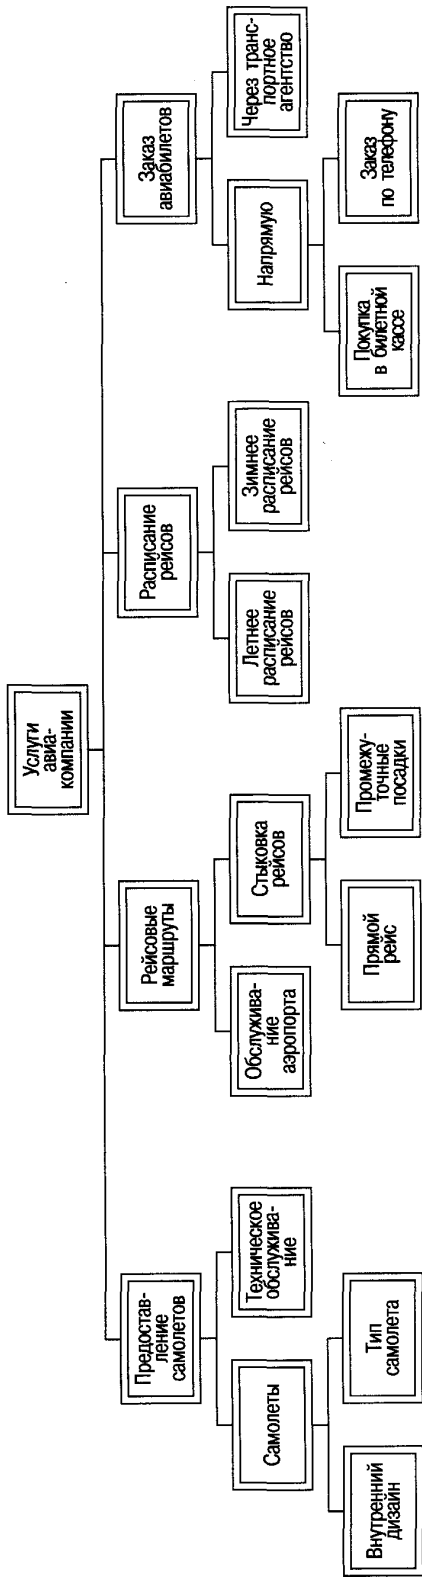 Услуги
авиа-
компании
Предостав-
ление
самолетов
Рейсовые
маршруты
Расписание
рейсов
Заказ
авиабилетов
Самолеты
Техническое
обслужива-
ние
Обслужива-
ние
аэропорта
Стыковка
рейсов
Летнее
расписание
рейсов
Зимнее
расписание
рейсов
Напрямую
Через транс-
портное
агентство
Внутренний
дизайн
Тип
самолета
Прямой
рейс
Промежу-
точные
посадки
Покупка
в билетной
кассе
Заказ
по телефону